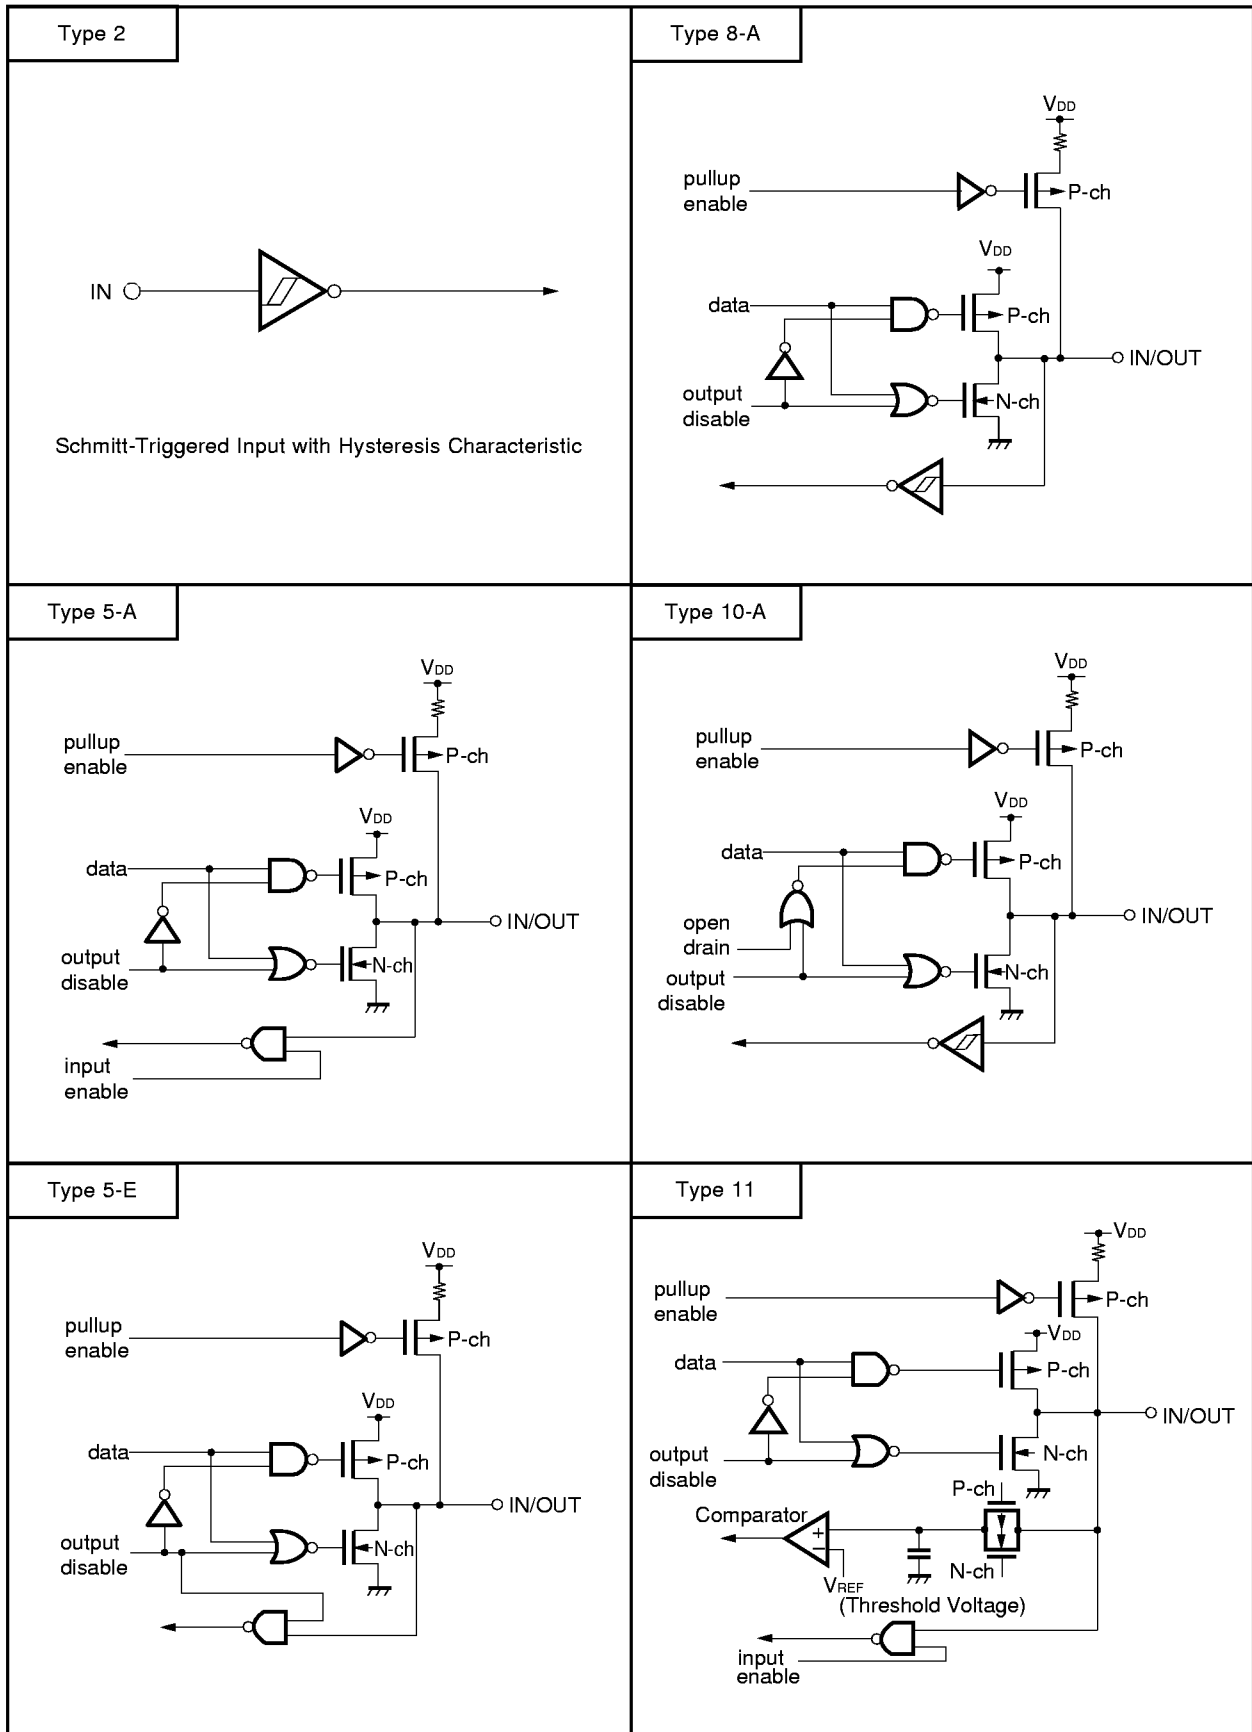 Type 2
IN
Schmitt-Triggered Input with Hysteresis Characteristic
Type 8-A
VDD
pullup
enable
P-ch
VDD
data
P-ch
IN/OUT
output
disable
N-ch
Type 5-A
VDD
pullup
enable
P-ch
VDD
data
P-ch
IN/OUT
output
disable
N-ch
input
enable
Type 10-A
VDD
pullup
enable
P-ch
VDD
data
P-ch
IN/OUT
open
drain
output
disable
N-ch
Type 5-E
VDD
pullup
enable
P-ch
VDD
data
P-ch
IN/OUT
output
disable
N-ch
Type 11
VDD
pullup
enable
P-ch
VDD
data
P-ch
IN/OUT
output
disable
N-ch
P-ch
Comparator
+
−
N-ch
VREF
(Threshold Voltage)
input
enable